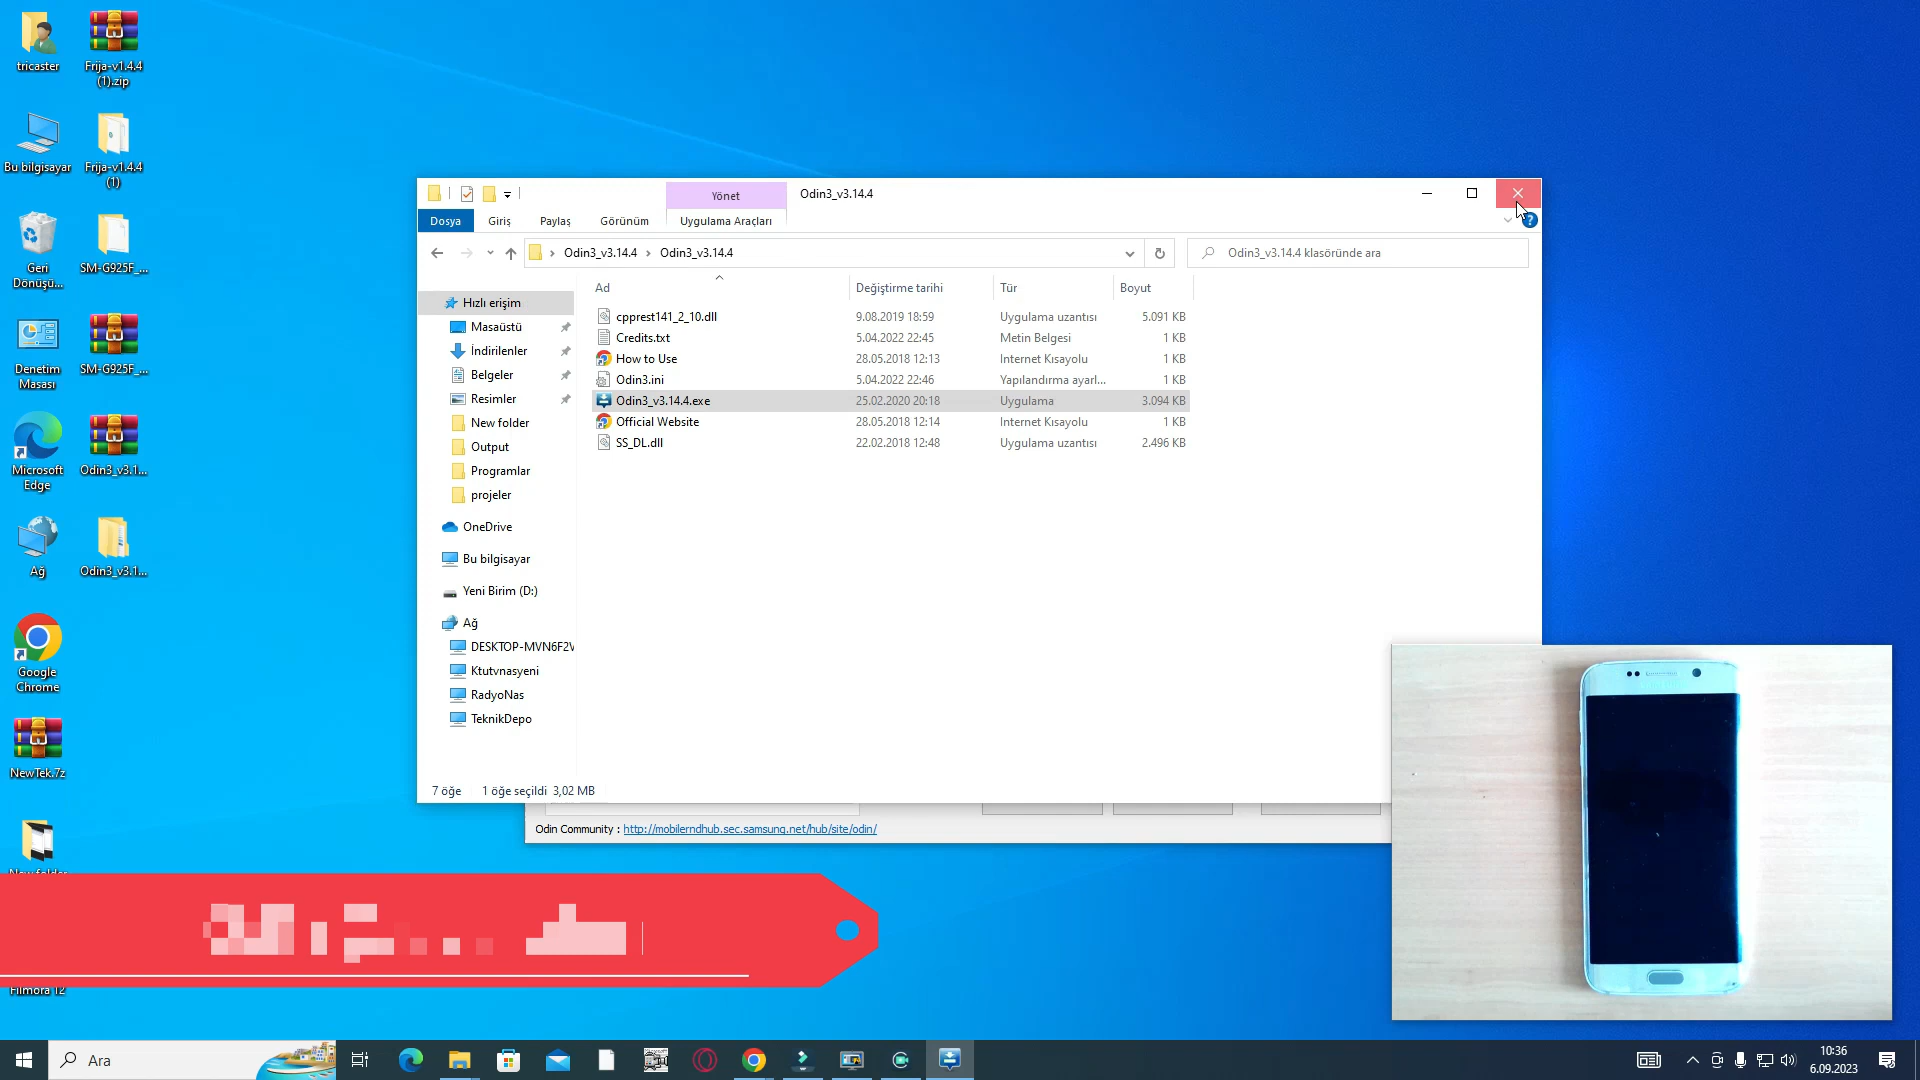 tricaster
Frija-v1.4.4
(1).zip
Bu bilgisayar
Frija-v1.4.4
(1)
Geri
Dönüşü...
SM-G925F_...
Denetim
Masası
SM-G925F_...
Microsoft
Edge
Odin3_v3.1...
Ağ
Odin3_v3.1...
Google
Chrome
NewTek.7z
Filmora 12
Yönet
Odin3_v3.14.4
Dosya
Giriş
Paylaş
Görünüm
Uygulama Araçları
Odin3_v3.14.4 › Odin3_v3.14.4
Odin3_v3.14.4 klasöründe ara
Ad Değiştirme tarihi Tür Boyut
cpprest141_2_10.dll 9.08.2019 18:59 Uygulama uzantısı 5.091 KB
Credits.txt 5.04.2022 22:45 Metin Belgesi 1 KB
How to Use 28.05.2018 12:13 Internet Kısayolu 1 KB
Odin3.ini 5.04.2022 22:46 Yapılandırma ayarl... 1 KB
Odin3_v3.14.4.exe 25.02.2020 20:18 Uygulama 3.094 KB
Official Website 28.05.2018 12:14 Internet Kısayolu 1 KB
SS_DL.dll 22.02.2018 12:48 Uygulama uzantısı 2.496 KB
Hızlı erişim
Masaüstü
İndirilenler
Belgeler
Resimler
New folder
Output
Programlar
projeler
OneDrive
Bu bilgisayar
Yeni Birim (D:)
Ağ
DESKTOP-MVN6F2V
Ktutvnasyeni
RadyoNas
TeknikDepo
7 öğe 1 öğe seçildi 3,02 MB
Odin Community : http://mobilerndhub.sec.samsung.net/hub/site/odin/
Ara
10:36
6.09.2023